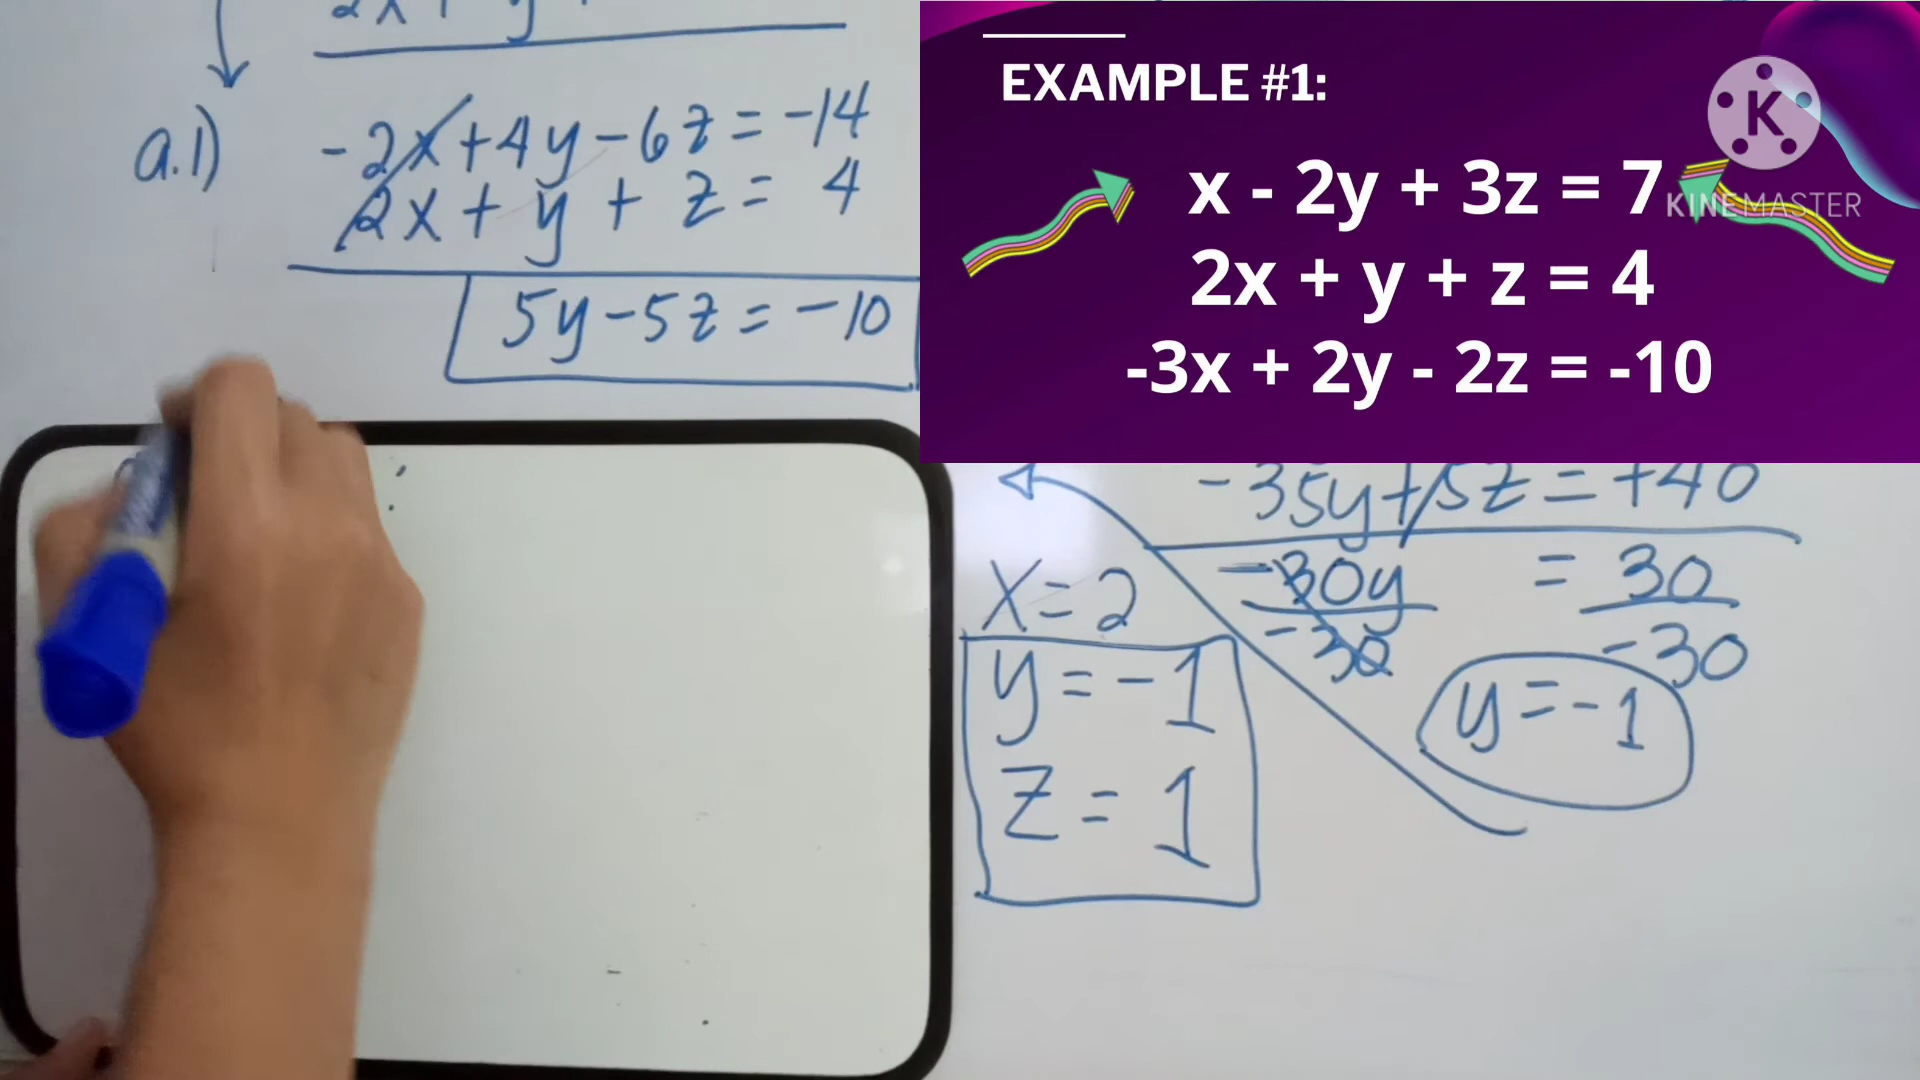 a.1)
-2x+4y-6z=-14
2x+y+z=4
5y-5z=-10
EXAMPLE #1:
x - 2y + 3z = 7
2x + y + z = 4
-3x + 2y - 2z = -10
K
KINEMASTER
-35y+5z=+40
-30y = 30
-30 -30
y=-1
x=2
y=-1
z=1